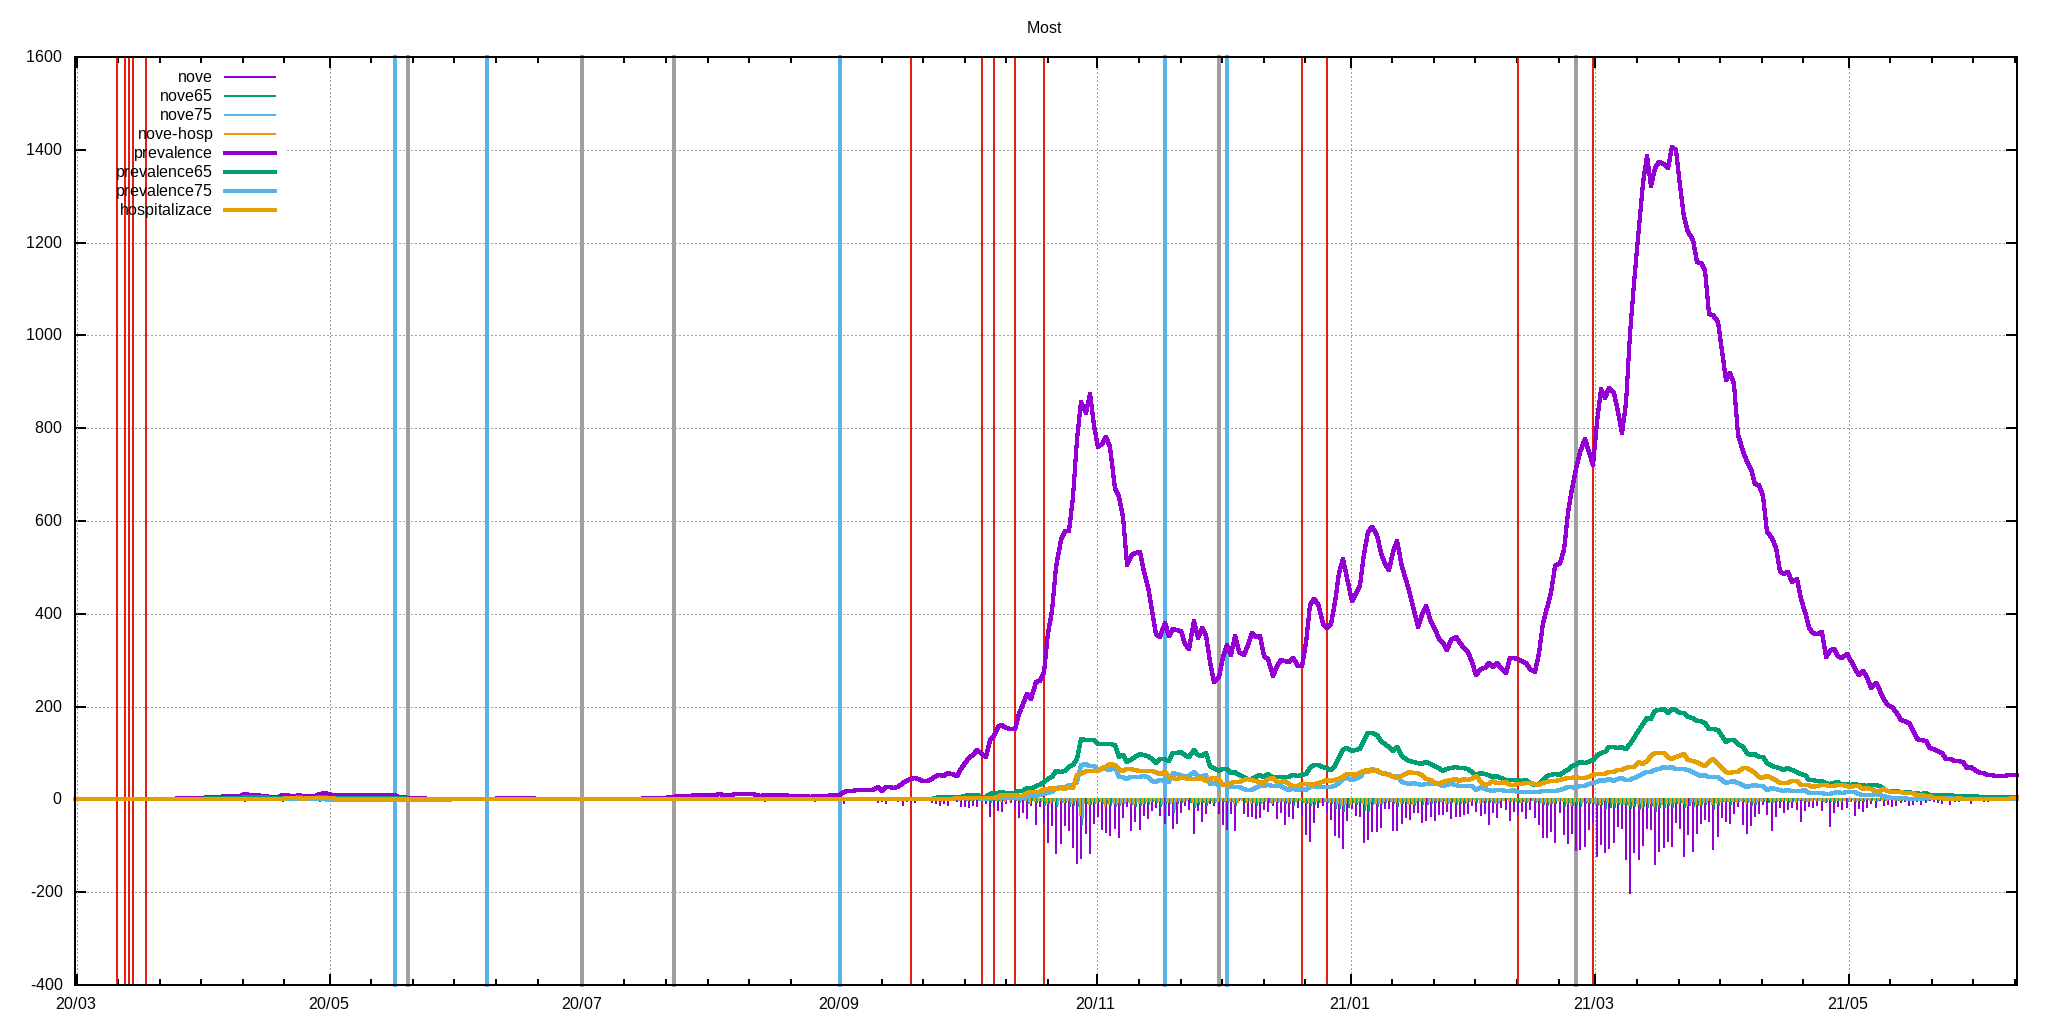 Most
1600
1400
1200
1000
800
600
400
200
0
-200
-400
nove
nove65
nove75
nove-hosp
prevalence
prevalence65
prevalence75
hospitalizace
20/03 20/05 20/07 20/09 20/11 21/01 21/03 21/05